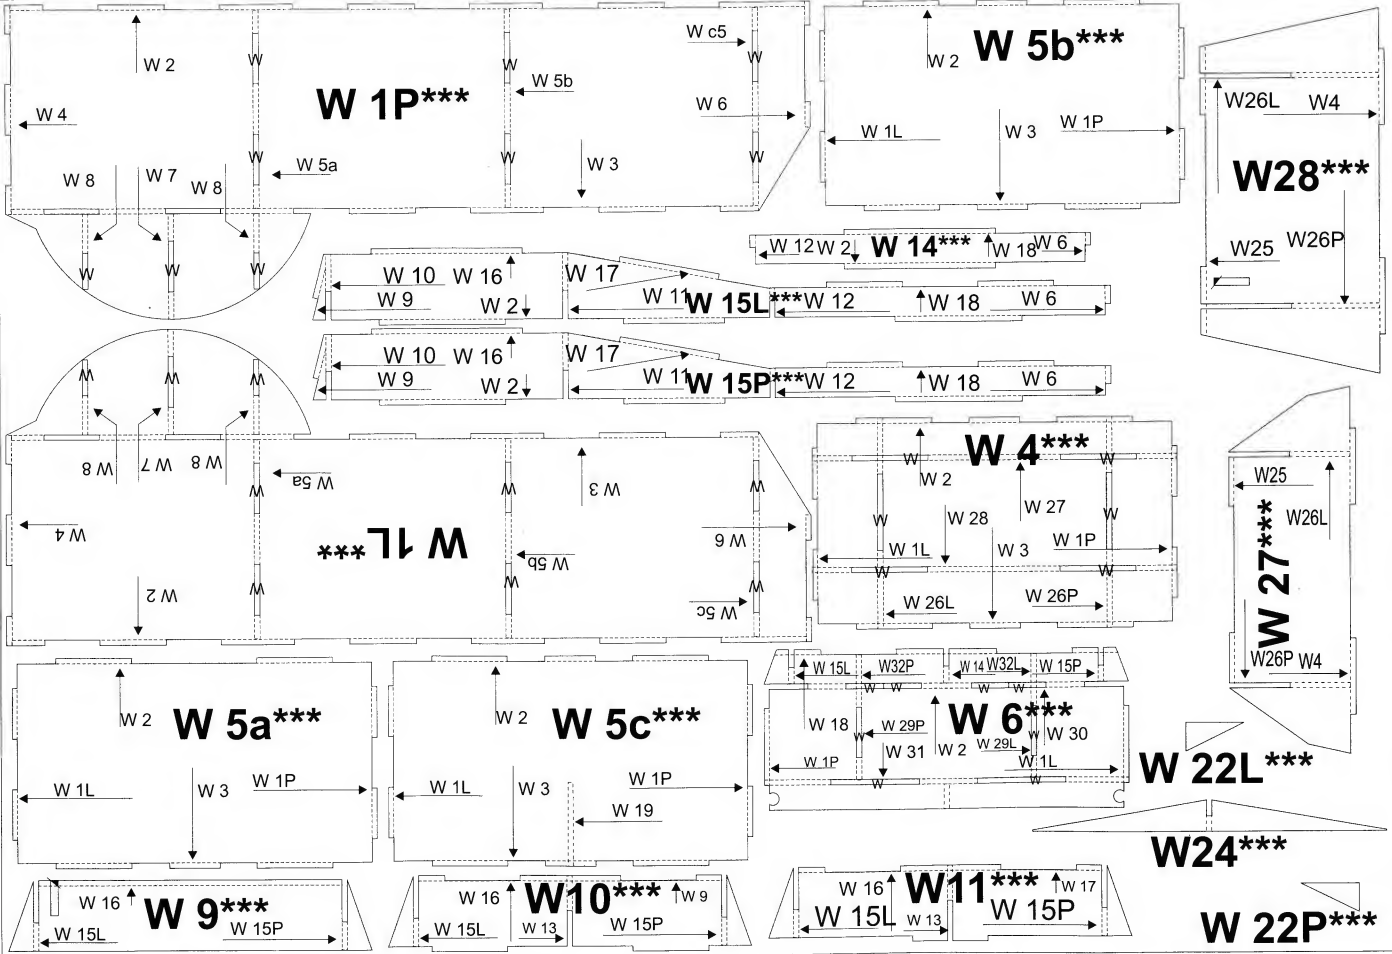 W 2
W 4
W 1P***
W 5b
W c5
W 6
W 5a
W 3
W 8
W 7
W 8
W
W
W
W
W
W
W
W
W
W 5b***
W 2
W 1L
W 3
W 1P
W28***
W26L
W4
W25
W26P
W 12
W 2
W 14***
W 18
W 6
W 10
W 16
W 17
W 9
W 2
W 11
W 15L***
W 12
W 18
W 6
W 10
W 16
W 17
W 9
W 2
W 11
W 15P***
W 12
W 18
W 6
W
W
W
W 8
W 7
W 8
W 5a
W 3
W 4
W 1L***
W 5b
W 6
W 2
W 5c
W
W
W
W
W
W
W 4***
W 2
W 27
W 28
W 1L
W 3
W 1P
W 26L
W 26P
W
W
W
W
W
W
W 27***
W25
W26L
W26P
W4
W 5a***
W 2
W 1L
W 3
W 1P
W 5c***
W 2
W 1L
W 3
W 1P
W 19
W 15L
W32P
W 14
W32L
W 15P
W
W
W
W
W 18
W 29P
W 6***
W 31
W 2
W 29L
W 30
W 1P
W 1L
W
W
W
W
W 22L***
W24***
W 22P***
W 9***
W 16
W 15L
W 15P
W10***
W 16
W 9
W 15L
W 13
W 15P
W11***
W 16
W 17
W 15L
W 13
W 15P